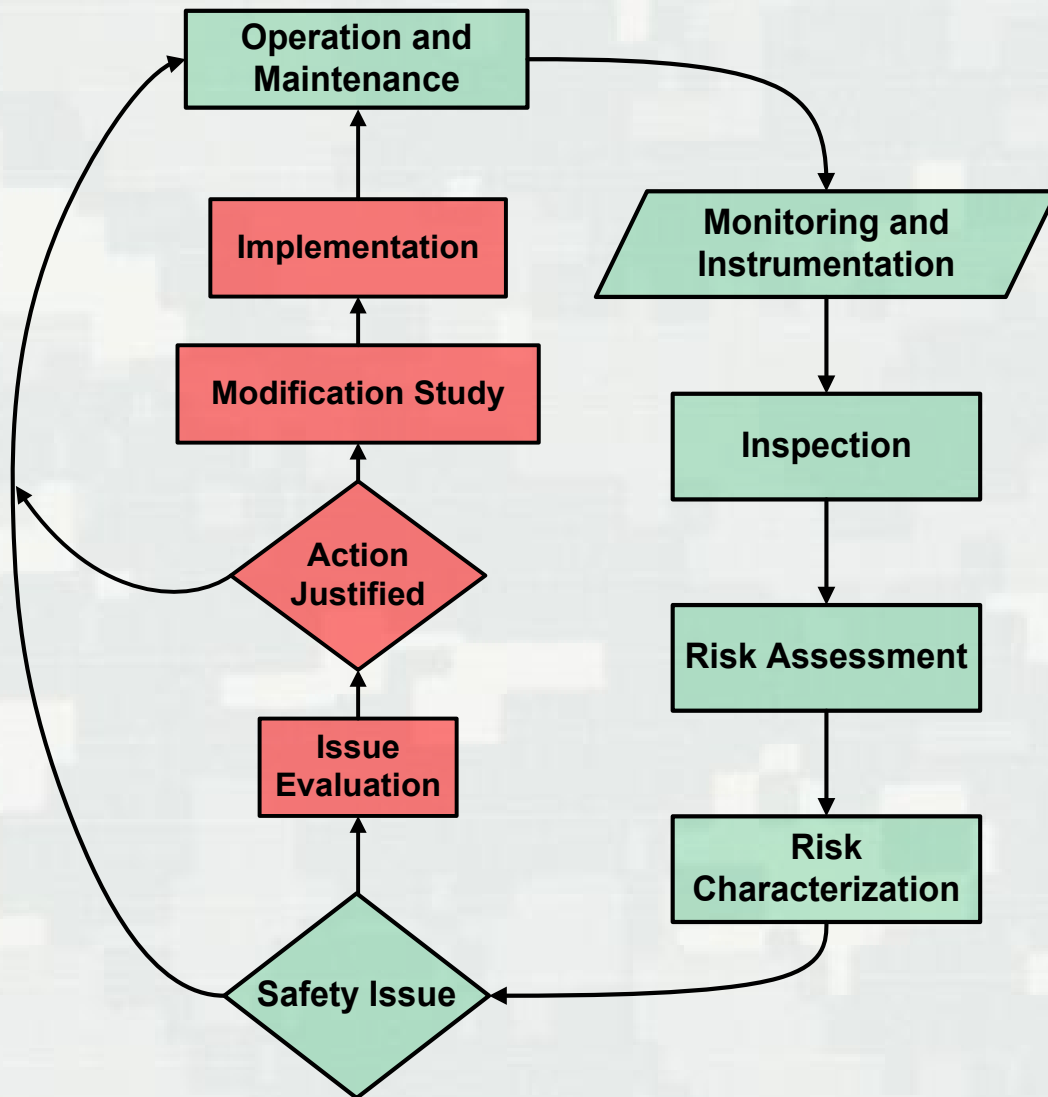 Operation and
Maintenance
Implementation
Monitoring and
Instrumentation
Modification Study
Inspection
Action
Justified
Risk Assessment
Issue
Evaluation
Risk
Characterization
Safety Issue